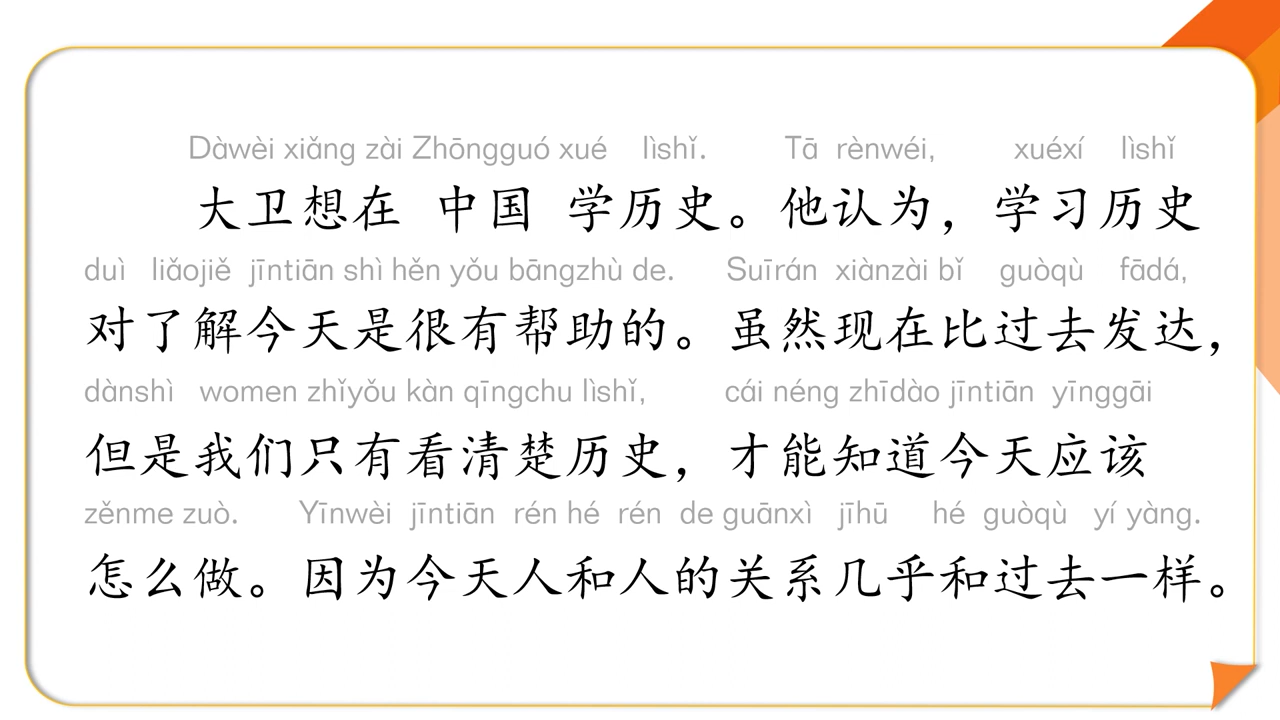 Dàwèi xiǎng zài Zhōngguó xué lìshǐ. Tā rènwéi, xuéxí lìshǐ
大卫想在 中国 学历史。他认为，学习历史
duì liǎojiě jīntiān shì hěn yǒu bāngzhù de. Suīrán xiànzài bǐ guòqù fādá,
对了解今天是很有帮助的。虽然现在比过去发达，
dànshì women zhǐyǒu kàn qīngchu lìshǐ, cái néng zhīdào jīntiān yīnggāi
但是我们只有看清楚历史，才能知道今天应该
zěnme zuò. Yīnwèi jīntiān rén hé rén de guānxì jīhū hé guòqù yí yàng.
怎么做。因为今天人和人的关系几乎和过去一样。